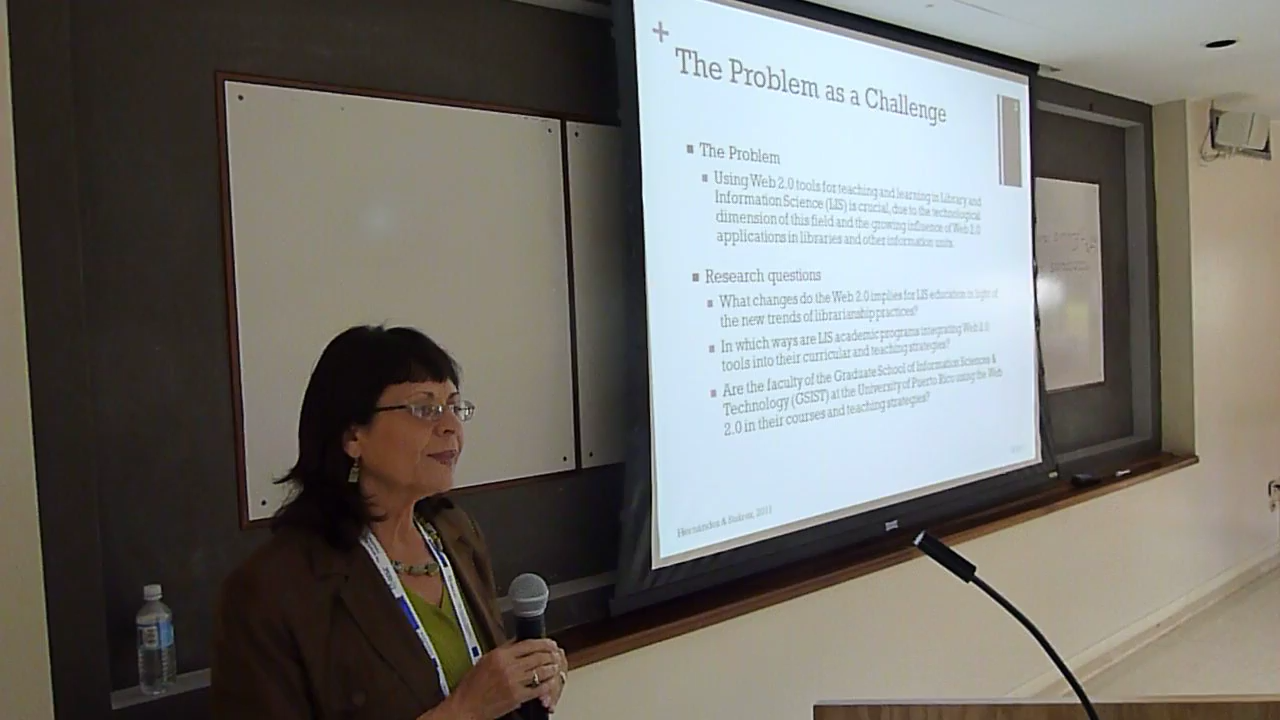 +
The Problem as a Challenge
The Problem
Using Web 2.0 tools for teaching and learning in Library and
Information Science (LIS) is crucial, due to the technological
dimension of this field and the growing influence of Web 2.0
applications in libraries and other information units.
Research questions
What changes do the Web 2.0 implies for LIS education in light of
the new trends of librarianship practices?
In which ways are LIS academic programs integrating Web 2.0
tools into their curricular and teaching strategies?
Are the faculty of the Graduate School of Information Sciences &
Technology (GSIST) at the University of Puerto Rico using the Web
2.0 in their courses and teaching strategies?
Hernández & Suárez, 2011